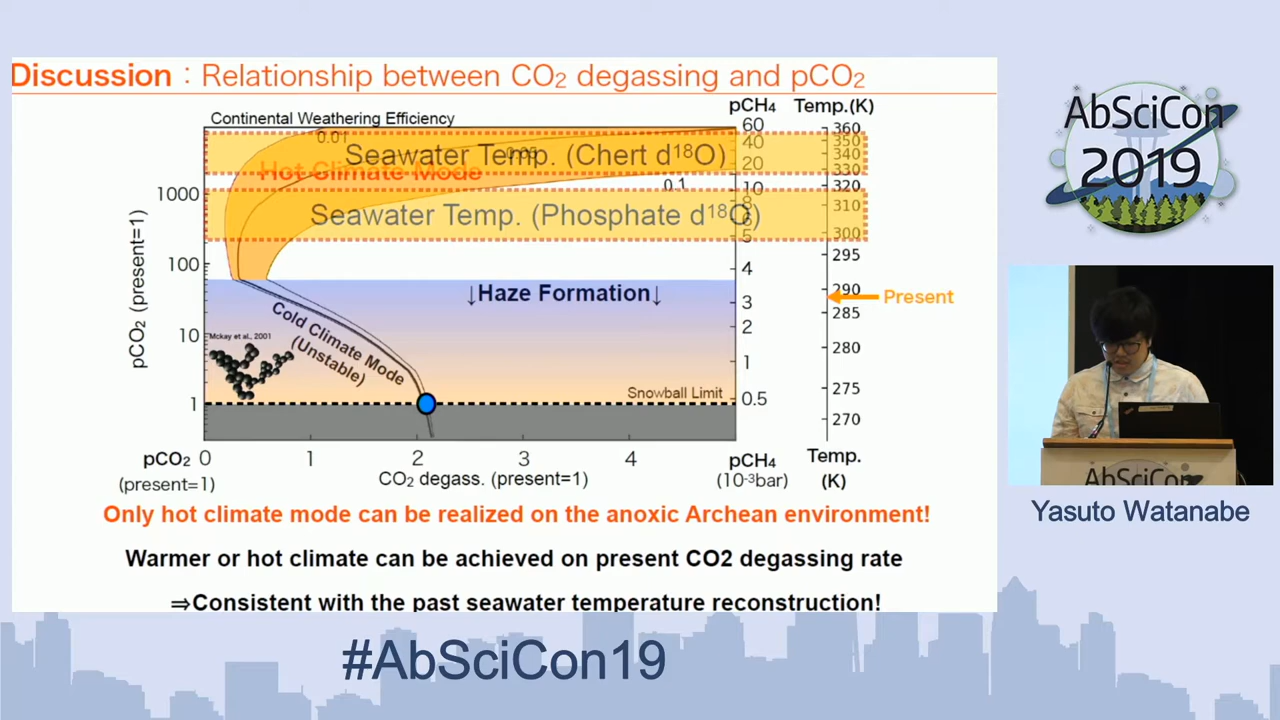 Discussion : Relationship between CO2 degassing and pCO2
Continental Weathering Efficiency
pCH4
Temp.(K)
0.01
0.03
0.1
Seawater Temp. (Chert d18O)
Hot Climate Mode
Seawater Temp. (Phosphate d18O)
↓Haze Formation↓
Cold Climate Mode
(Unstable)
Mckay et al., 2001
Snowball Limit
pCO2 (present=1)
1000
100
10
1
60
40
20
10
8
6
5
4
3
2
1
0.5
360
350
340
330
320
310
300
295
290
285
280
275
270
Present
pCO2
(present=1)
0
1
2
3
4
CO2 degass. (present=1)
pCH4
(10-3bar)
Temp.
(K)
Only hot climate mode can be realized on the anoxic Archean environment!
Warmer or hot climate can be achieved on present CO2 degassing rate
⇒Consistent with the past seawater temperature reconstruction!
#AbSciCon19
AbSciCon
2019
AbSciCon
Yasuto Watanabe